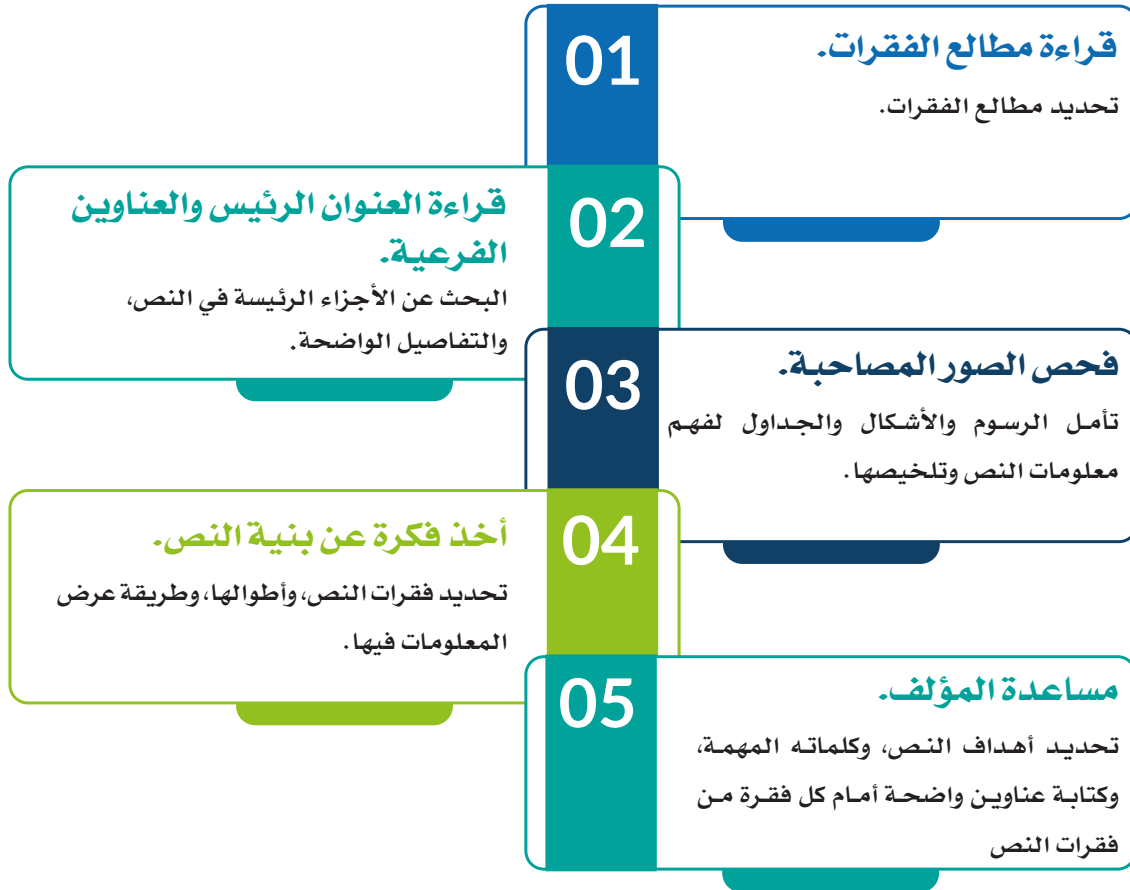 01
قراءة مطالع الفقرات.
تحديد مطالع الفقرات.
02
قراءة العنوان الرئيس والعناوين
الفرعية.
البحث عن الأجزاء الرئيسة في النص،
والتفاصيل الواضحة.
03
فحص الصور المصاحبة.
تأمل الرسوم والأشكال والجداول لفهم
معلومات النص وتلخيصها.
04
أخذ فكرة عن بنية النص.
تحديد فقرات النص، وأطوالها، وطريقة عرض
المعلومات فيها.
05
مساعدة المؤلف.
تحديد أهداف النص، وكلماته المهمة،
وكتابة عناوين واضحة أمام كل فقرة من
فقرات النص